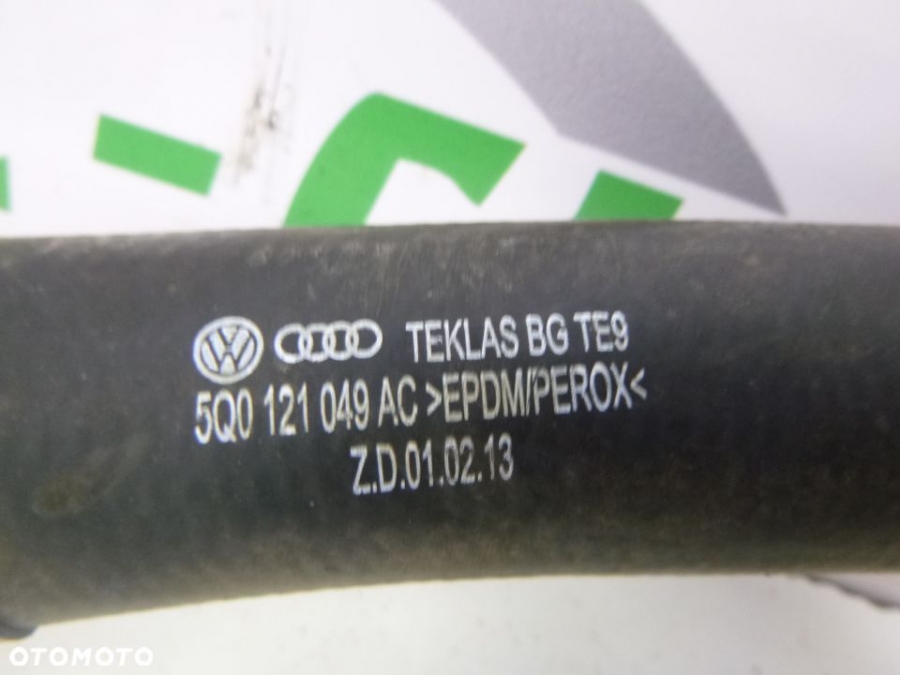 TEKLAS BG TE9
5Q0 121 049 AC >EPDM/PEROX<
Z.D.01.02.13
OTOMOTO